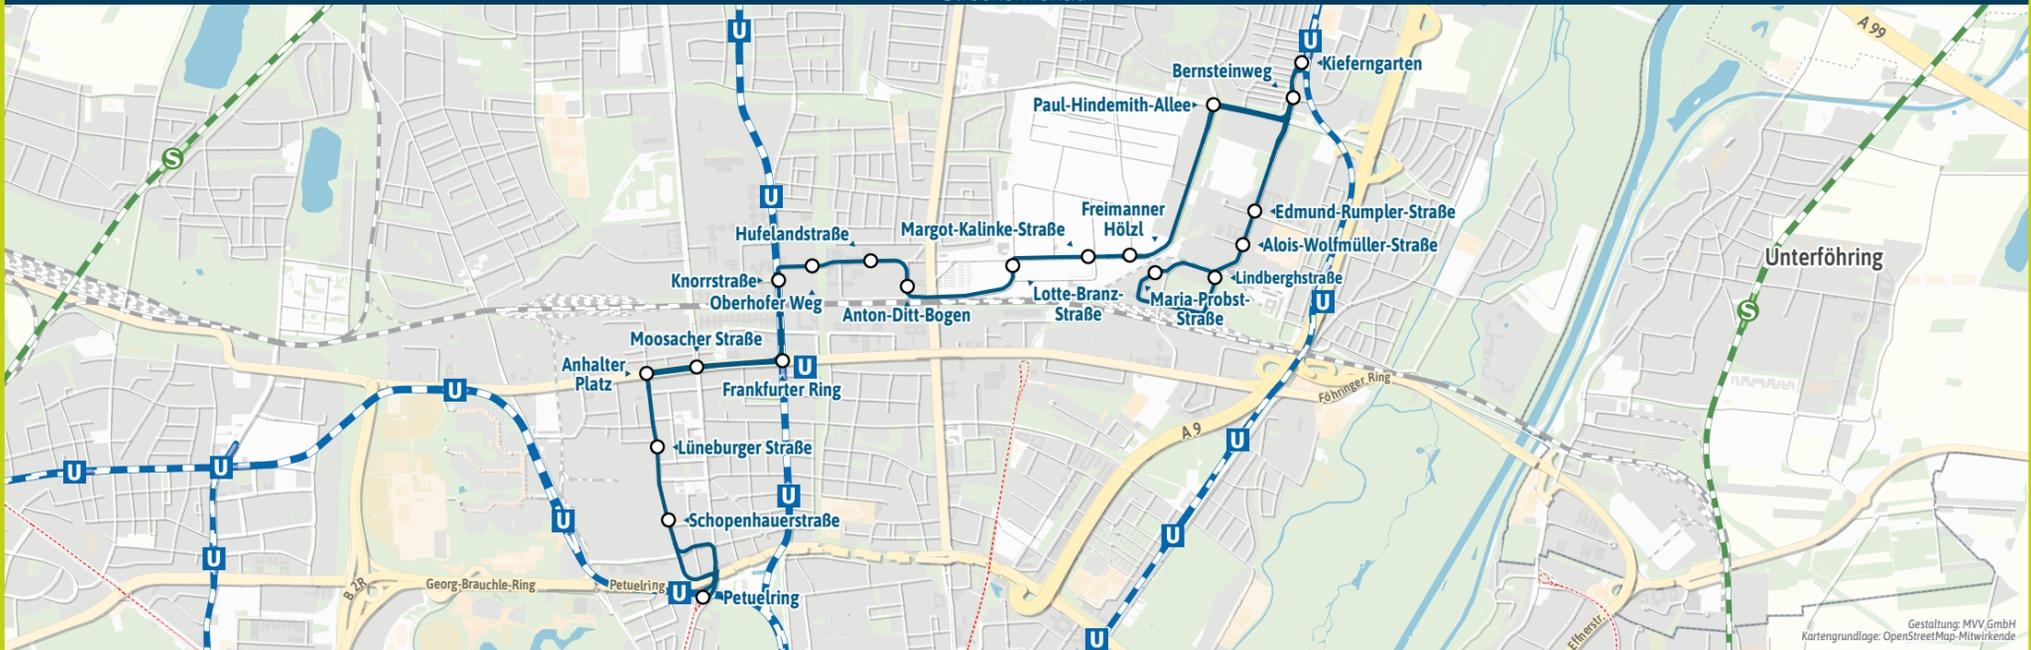 U
U
A 99
Kieferngarten
Bernsteinweg
Paul-Hindemith-Allee
S
U
Freimanner
Hölzl
Edmund-Rumpler-Straße
Hufelandstraße
Margot-Kalinke-Straße
Alois-Wolfmüller-Straße
Unterföhring
Knorrstraße
Lindberghstraße
Oberhofer Weg
Lotte-Branz-
Straße
Maria-Probst-
Straße
U
S
Anton-Ditt-Bogen
Moosacher Straße
Anhalter
Platz
U
Frankfurter Ring
U
Föhringer Ring
A 9
U
Lüneburger Straße
U
U
U
Schopenhauerstraße
U
U
U
B 2R
Georg-Brauchle-Ring
Petuelring
U
Petuelring
U
Effnerstr.
Gestaltung: MVV GmbH
Kartengrundlage: OpenStreetMap-Mitwirkende